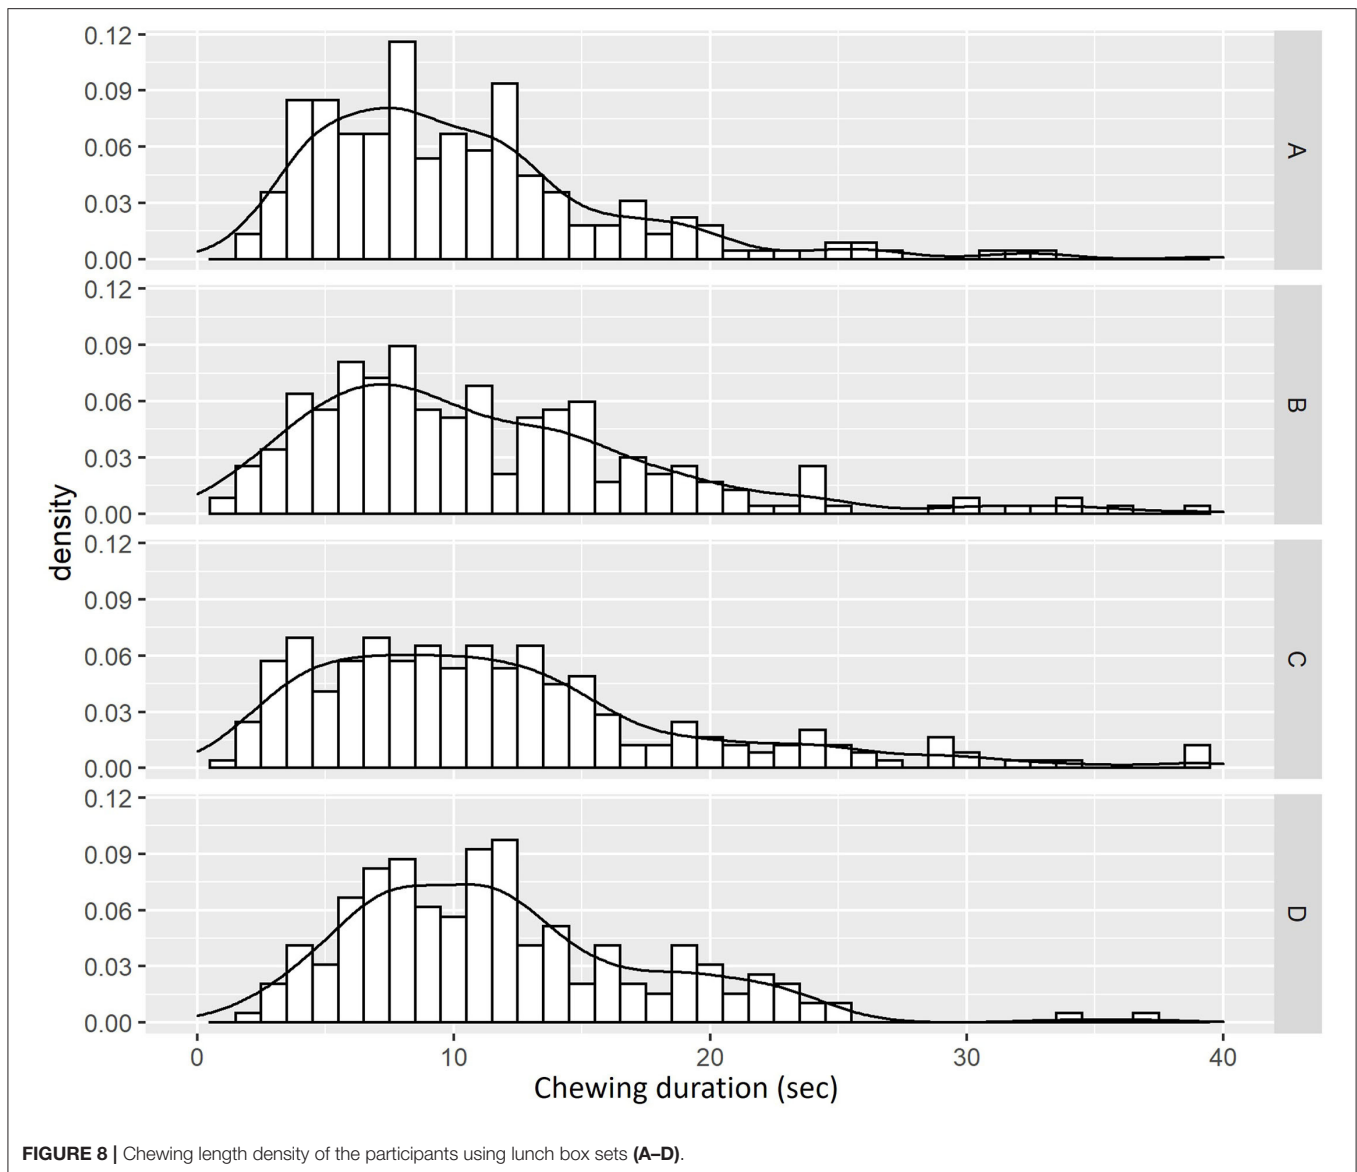 0.12
0.09
0.06
0.03
0.00
A
0.12
0.09
0.06
0.03
0.00
B
density
0.12
0.09
0.06
0.03
0.00
C
0.12
0.09
0.06
0.03
0.00
D
0 10 20 30 40
Chewing duration (sec)
FIGURE 8 | Chewing length density of the participants using lunch box sets (A–D).